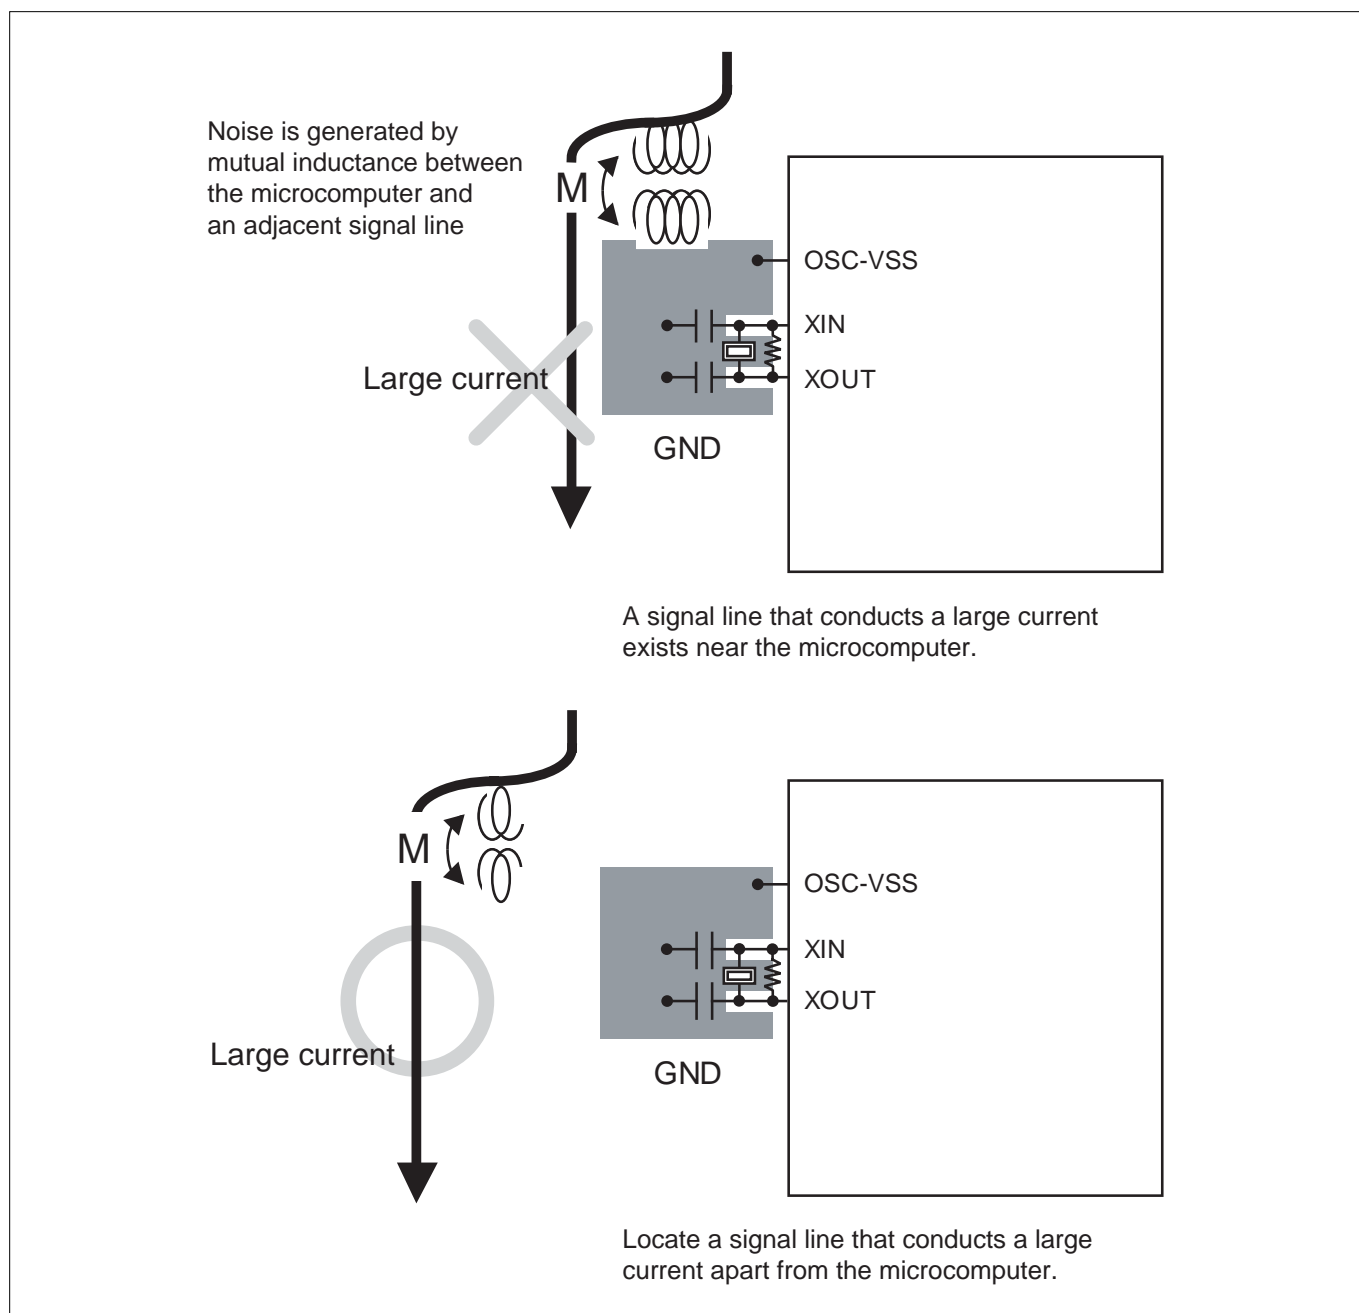 Noise is generated by
mutual inductance between
the microcomputer and
an adjacent signal line
M
OSC-VSS
XIN
XOUT
Large current
GND
A signal line that conducts a large current
exists near the microcomputer.
M
OSC-VSS
XIN
XOUT
Large current
GND
Locate a signal line that conducts a large
current apart from the microcomputer.